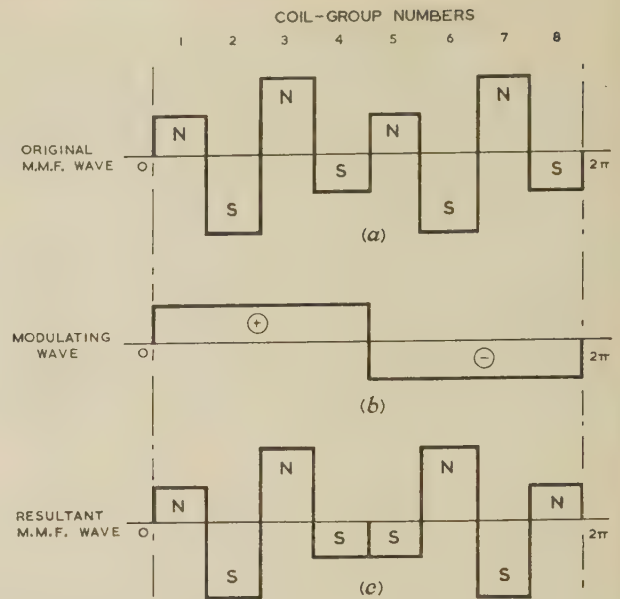 COIL-GROUP NUMBERS
1 2 3 4 5 6 7 8
N N N N
ORIGINAL
M.M.F. WAVE
O S S S S 2π
(a)
MODULATING
WAVE
O + − 2π
(b)
N N N N
RESULTANT
M.M.F. WAVE
O S S S S 2π
(c)